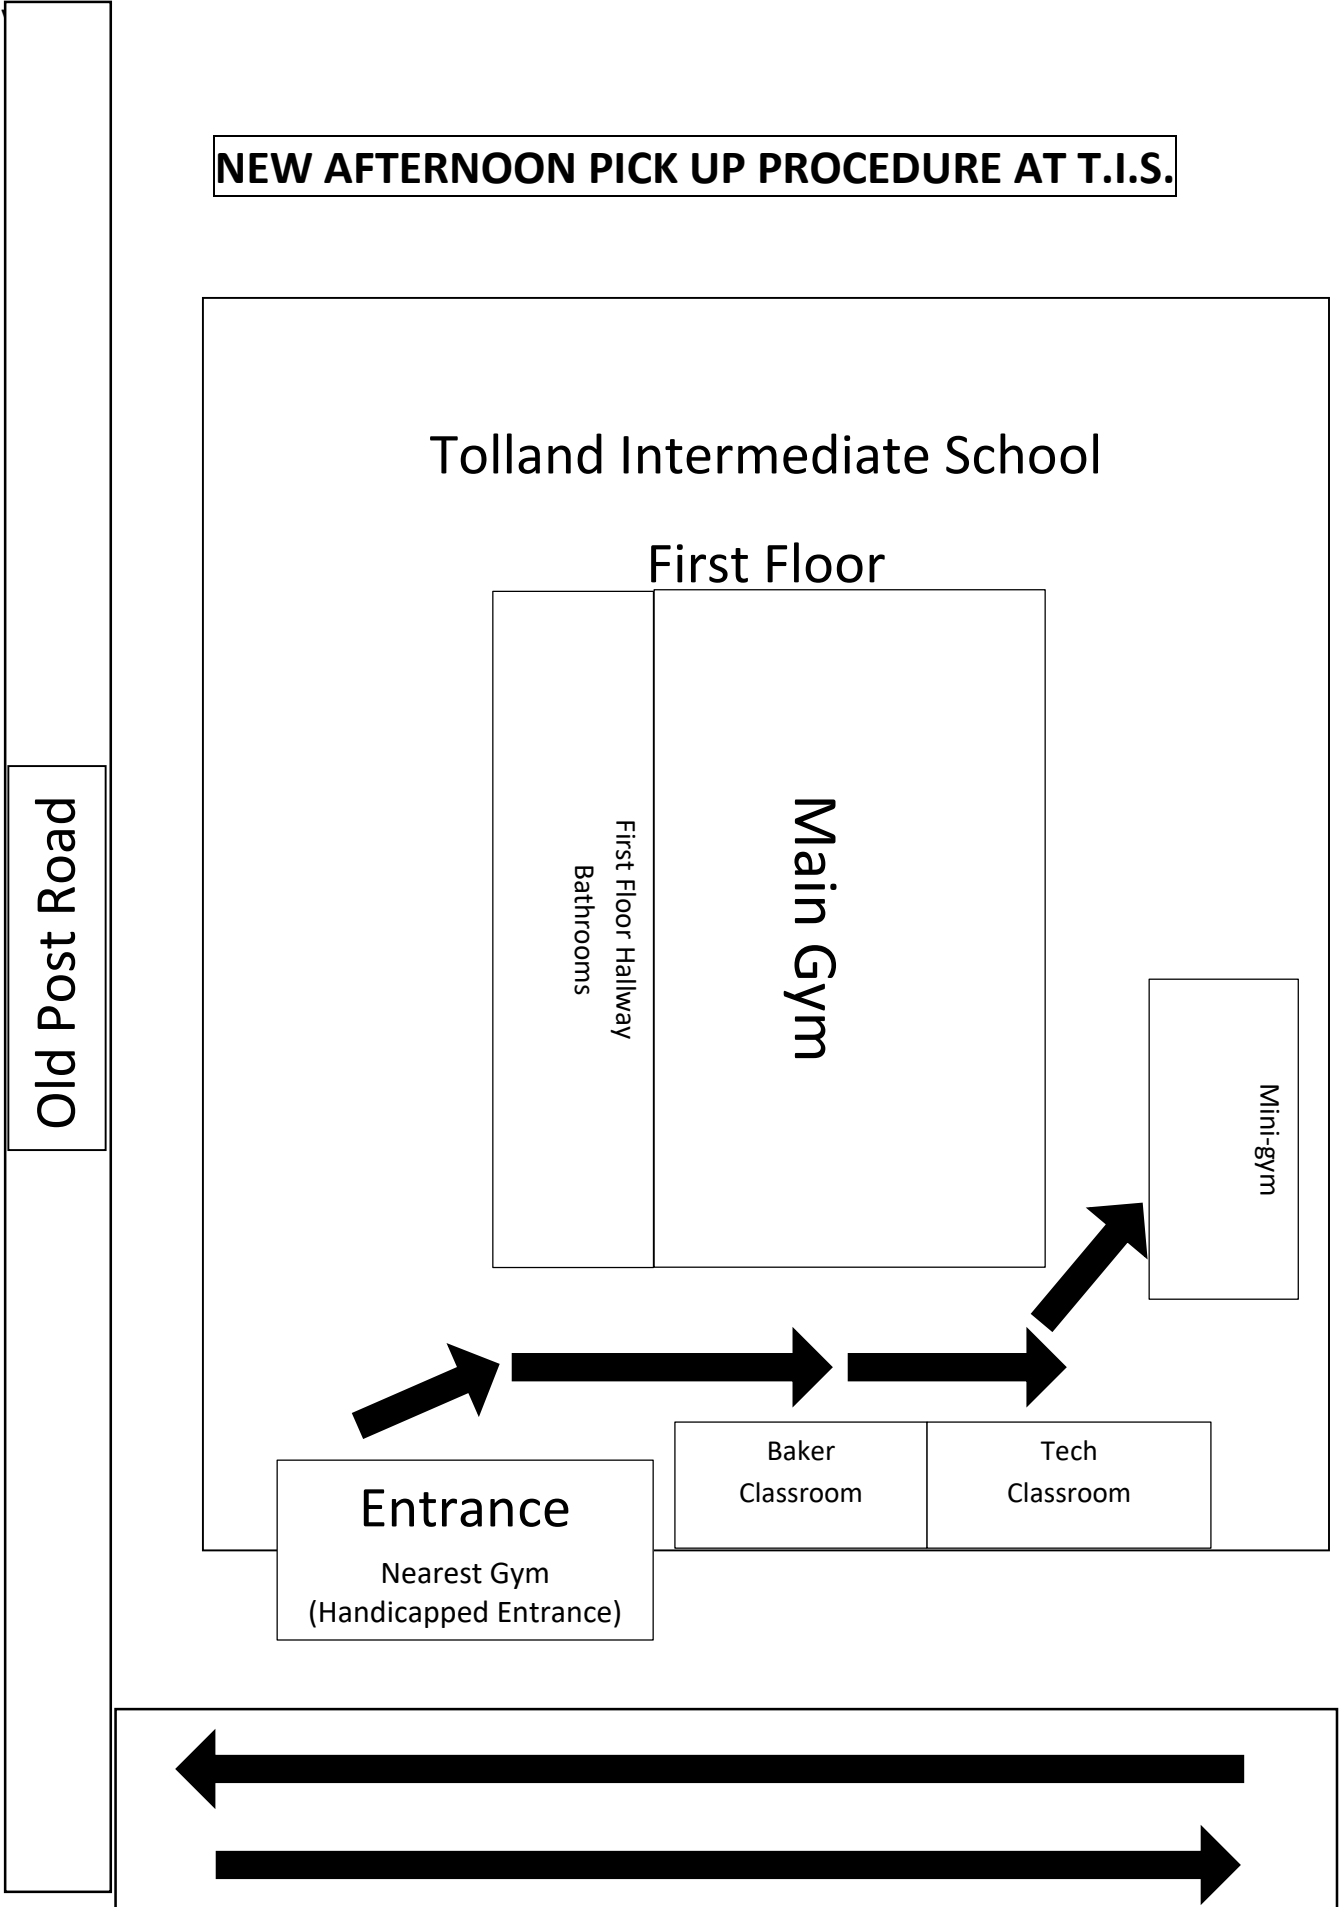 NEW AFTERNOON PICK UP PROCEDURE AT T.I.S.
Tolland Intermediate School
First Floor
Old Post Road
First Floor Hallway
Bathrooms
Main Gym
Mini-gym
Baker
Classroom
Tech
Classroom
Entrance
Nearest Gym
(Handicapped Entrance)